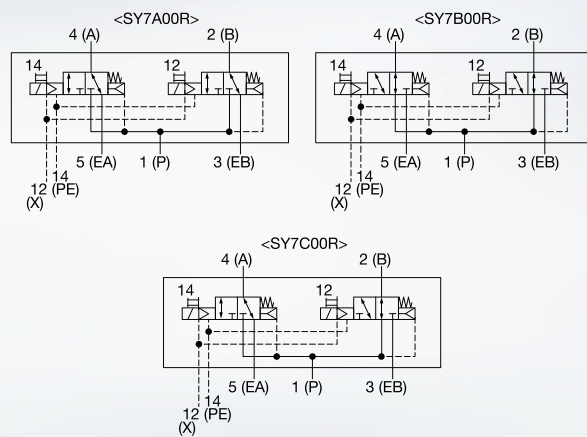 <SY7A00R>
4 (A) 2 (B)
14 12
5 (EA) 1 (P) 3 (EB)
12 14
(X) (PE)
<SY7B00R>
4 (A) 2 (B)
14 12
5 (EA) 1 (P) 3 (EB)
12 14
(X) (PE)
<SY7C00R>
4 (A) 2 (B)
14 12
5 (EA) 1 (P) 3 (EB)
12 14
(X) (PE)